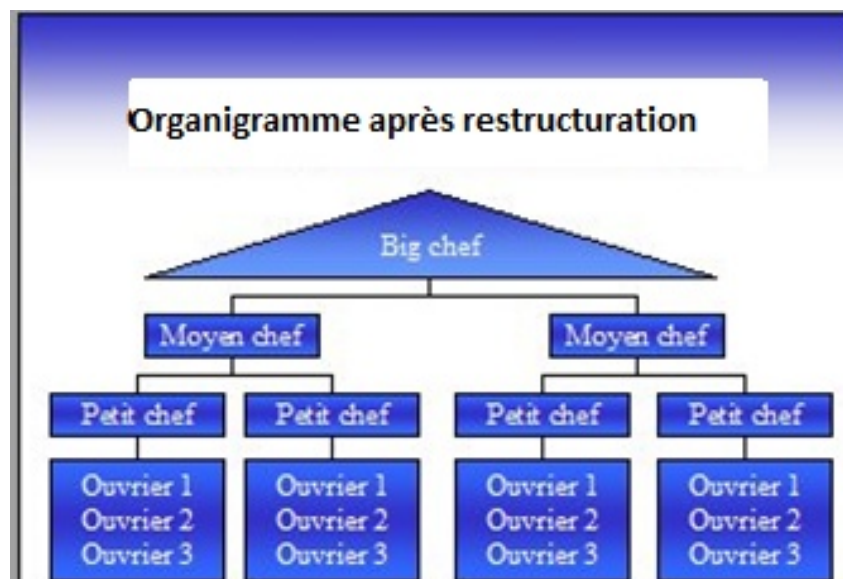 Organigramme après restructuration
Big chef
Moyen chef Moyen chef
Petit chef Petit chef Petit chef Petit chef
Ouvrier 1 Ouvrier 1 Ouvrier 1 Ouvrier 1
Ouvrier 2 Ouvrier 2 Ouvrier 2 Ouvrier 2
Ouvrier 3 Ouvrier 3 Ouvrier 3 Ouvrier 3